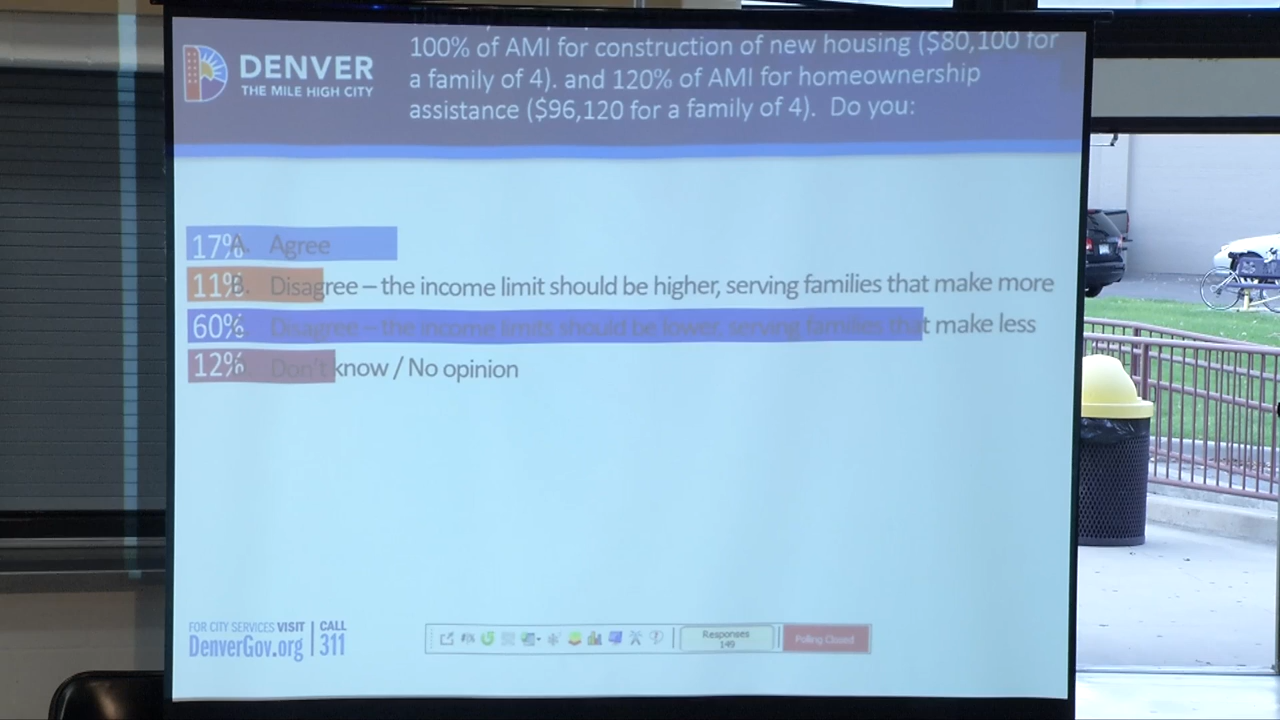 DENVER
THE MILE HIGH CITY
100% of AMI for construction of new housing ($80,100 for
a family of 4). and 120% of AMI for homeownership
assistance ($96,120 for a family of 4).  Do you:
17% A. Agree
11% B. Disagree – the income limit should be higher, serving families that make more
60% Disagree – the income limits should be lower, serving families that make less
12% Don't know / No opinion
FOR CITY SERVICES VISIT
DenverGov.org
CALL
311
Responses
149
Polling Closed